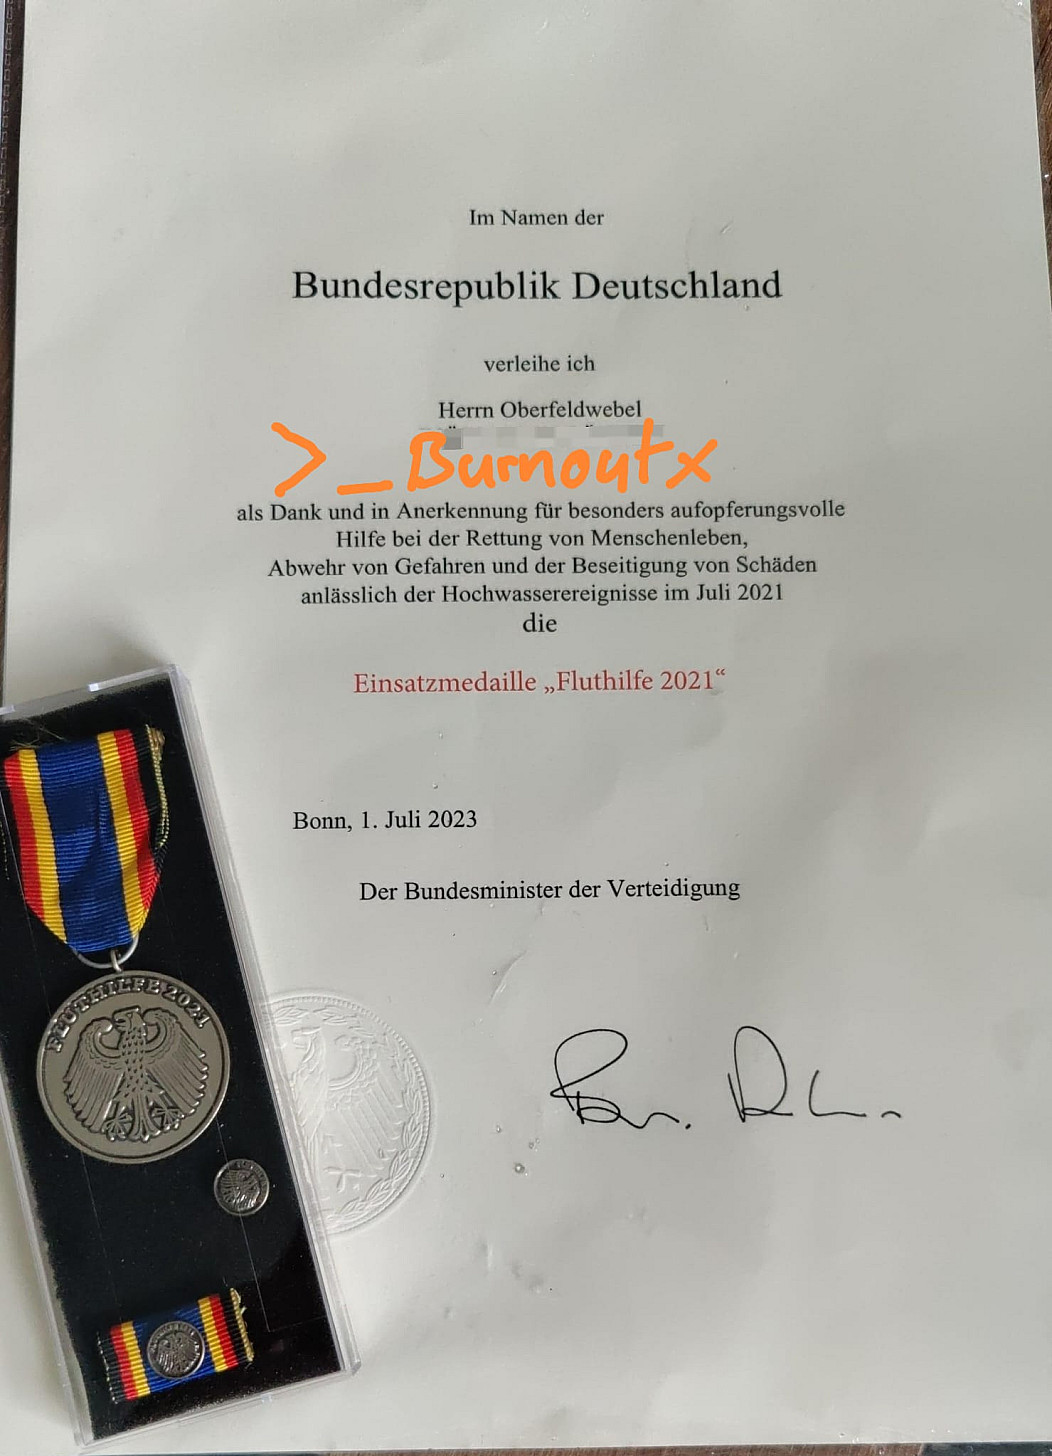 Im Namen der
Bundesrepublik Deutschland
verleihe ich
Herrn Oberfeldwebel
>_Burnoutx
als Dank und in Anerkennung für besonders aufopferungsvolle
Hilfe bei der Rettung von Menschenleben,
Abwehr von Gefahren und der Beseitigung von Schäden
anlässlich der Hochwasserereignisse im Juli 2021
die
Einsatzmedaille „Fluthilfe 2021“
Bonn, 1. Juli 2023
Der Bundesminister der Verteidigung
FLUTHILFE 2021